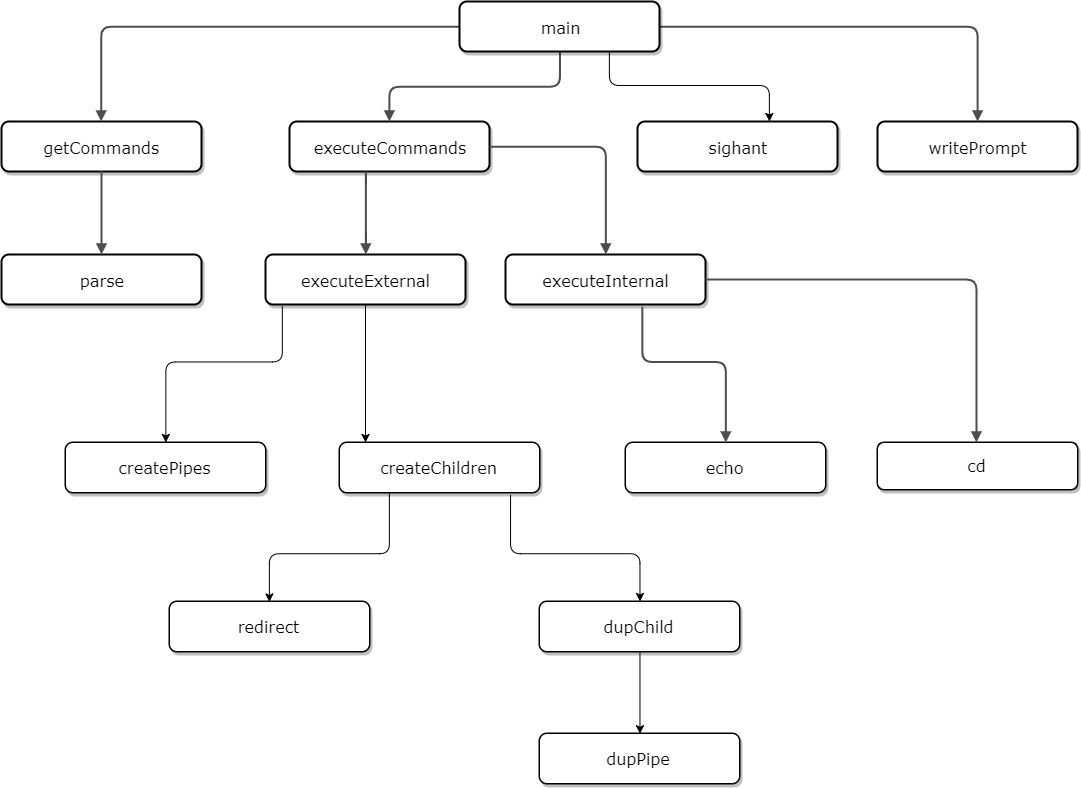 main
getCommands
executeCommands
sighant
writePrompt
parse
executeExternal
executeInternal
createPipes
createChildren
echo
cd
redirect
dupChild
dupPipe